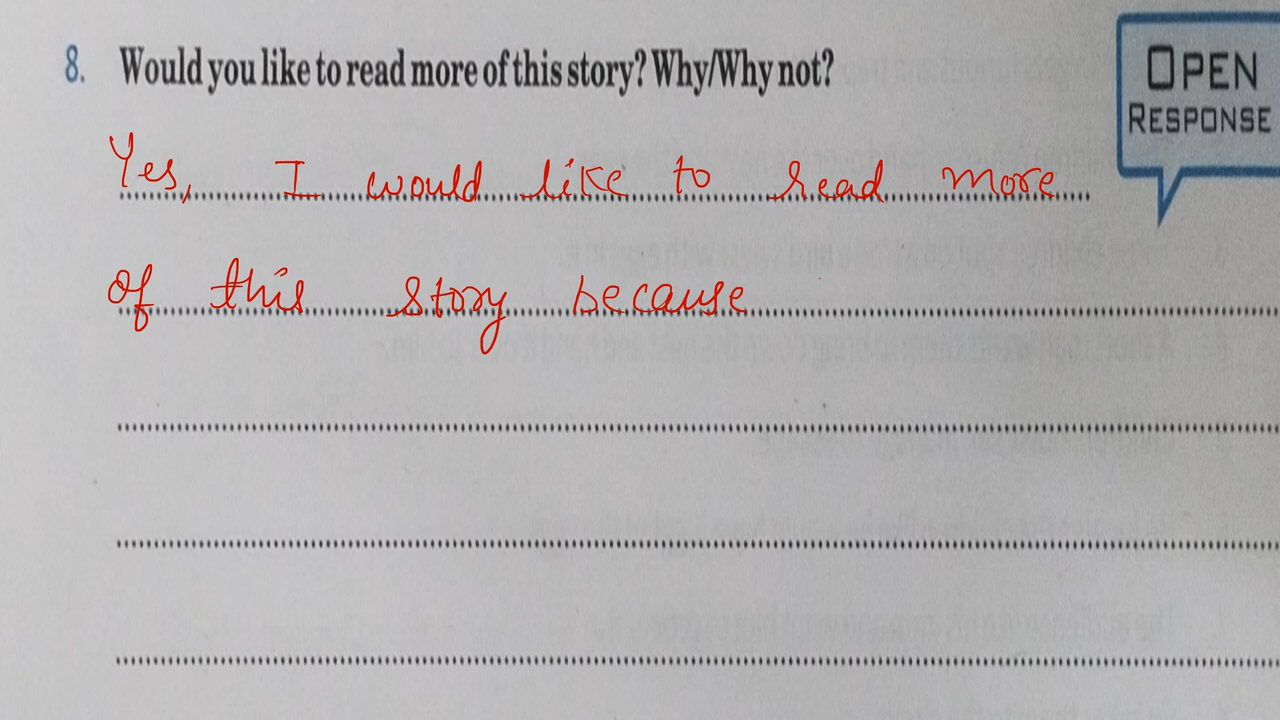 8. Would you like to read more of this story? Why/Why not?
OPEN
RESPONSE
Yes, I would like to read more
of this story because